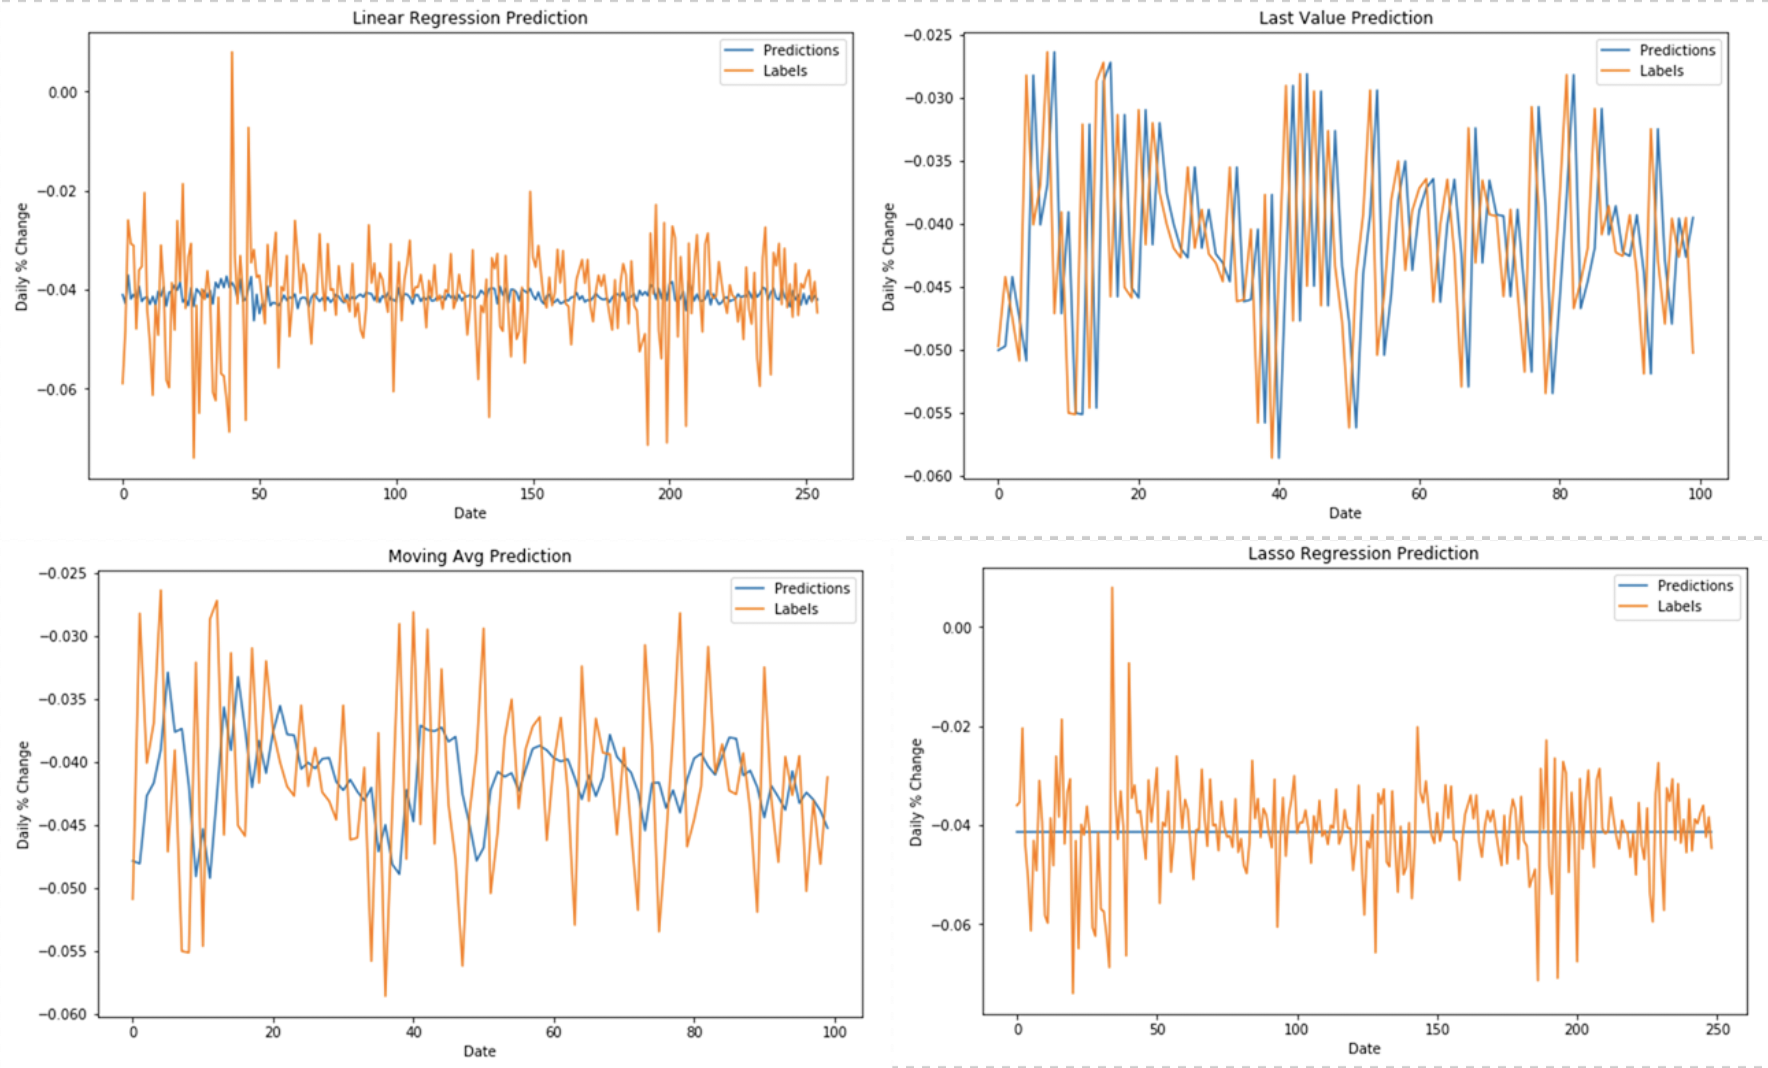 Linear Regression Prediction
Predictions
Labels
0.00
−0.02
−0.04
−0.06
Daily % Change
0 50 100 150 200 250
Date
Last Value Prediction
Predictions
Labels
−0.025
−0.030
−0.035
−0.040
−0.045
−0.050
−0.055
−0.060
Daily % Change
0 20 40 60 80 100
Date
Moving Avg Prediction
Predictions
Labels
−0.025
−0.030
−0.035
−0.040
−0.045
−0.050
−0.055
−0.060
Daily % Change
0 20 40 60 80 100
Date
Lasso Regression Prediction
Predictions
Labels
0.00
−0.02
−0.04
−0.06
Daily % Change
0 50 100 150 200 250
Date